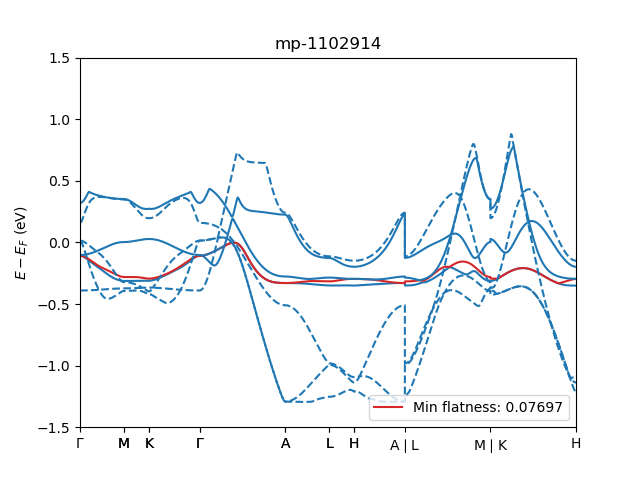 mp-1102914
E − E_F (eV)
1.5
1.0
0.5
0.0
−0.5
−1.0
−1.5
Min flatness: 0.07697
Γ M K Γ A L H A | L M | K H